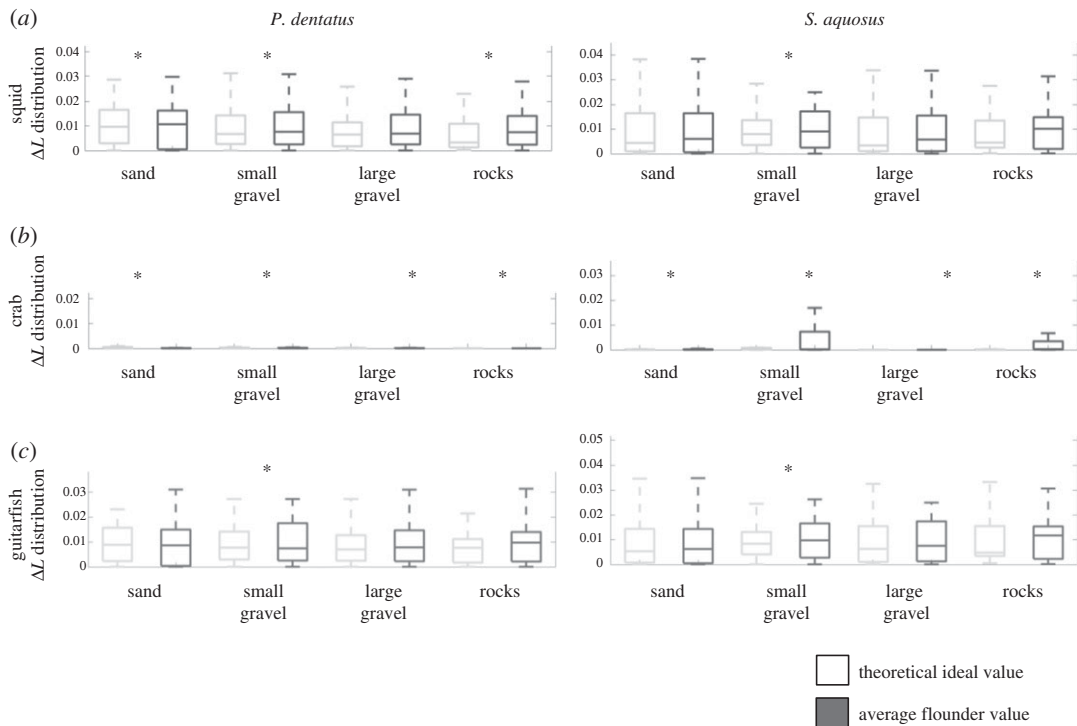 (a)
P. dentatus
S. aquosus
squid
ΔL distribution
0.04
0.03
0.02
0.01
0
* * *
sand
small
gravel
large
gravel
rocks
0.04
0.03
0.02
0.01
0
*
sand
small
gravel
large
gravel
rocks
(b)
crab
ΔL distribution
0.02
0.01
0
* * * *
sand
small
gravel
large
gravel
rocks
0.03
0.02
0.01
0
* * * *
sand
small
gravel
large
gravel
rocks
(c)
guitarfish
ΔL distribution
0.03
0.02
0.01
0
*
sand
small
gravel
large
gravel
rocks
0.05
0.04
0.03
0.02
0.01
0
*
sand
small
gravel
large
gravel
rocks
theoretical ideal value
average flounder value